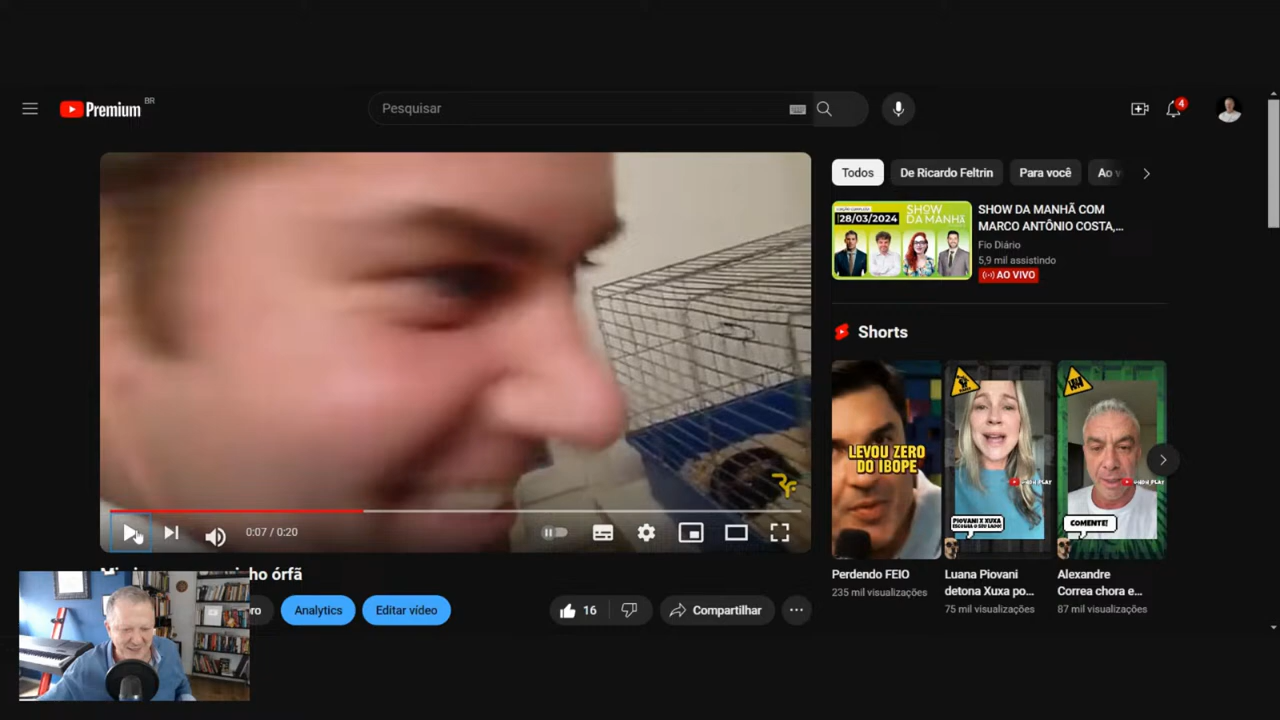 Premium BR
Pesquisar
4
Todos
De Ricardo Feltrin
Para você
Ao v
28/03/2024
SHOW DA MANHÃ
SHOW DA MANHÃ COM
MARCO ANTÔNIO COSTA,...
Fio Diário
5,9 mil assistindo
AO VIVO
Shorts
LEVOU ZERO
DO IBOPE
COMENTE!
Perdendo FEIO
235 mil visualizações
Luana Piovani
detona Xuxa po...
75 mil visualizações
Alexandre
Correa chora e...
87 mil visualizações
0:07 / 0:20
ho órfã
ro
Analytics
Editar vídeo
16
Compartilhar